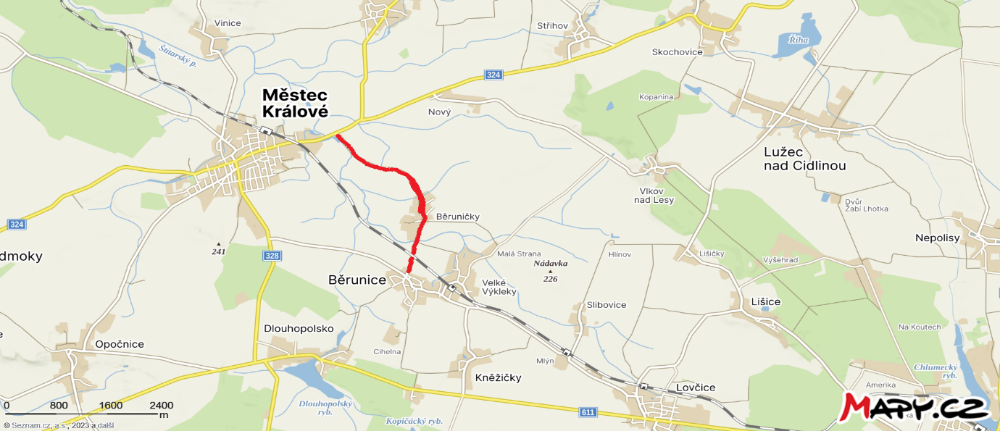 Vinice
Střihov
Říha
Skochovice
Štítarský p.
324
Městec
Králové
Kopanina
Nový
Lužec
nad Cidlinou
Vlkov
nad Lesy
Dvůr
Žabí Lhotka
Běruničky
324
Nepolisy
241
328
dmoky
Malá Strana
Hlínov
Lišičky
Vyšehrad
Nádavka
226
Běrunice
Velké
Výkleky
Slibovice
Lišice
Dlouhopolsko
Na Koutech
Opočnice
Cihelna
Mlýn
Kněžičky
Chlumecký
ryb.
Amerika
Lovčice
0 800 1600 2400
m
Dlouhopolský
ryb.
611
Kopičácký ryb.
© Seznam.cz, a.s., 2023 a další
MAPY.CZ